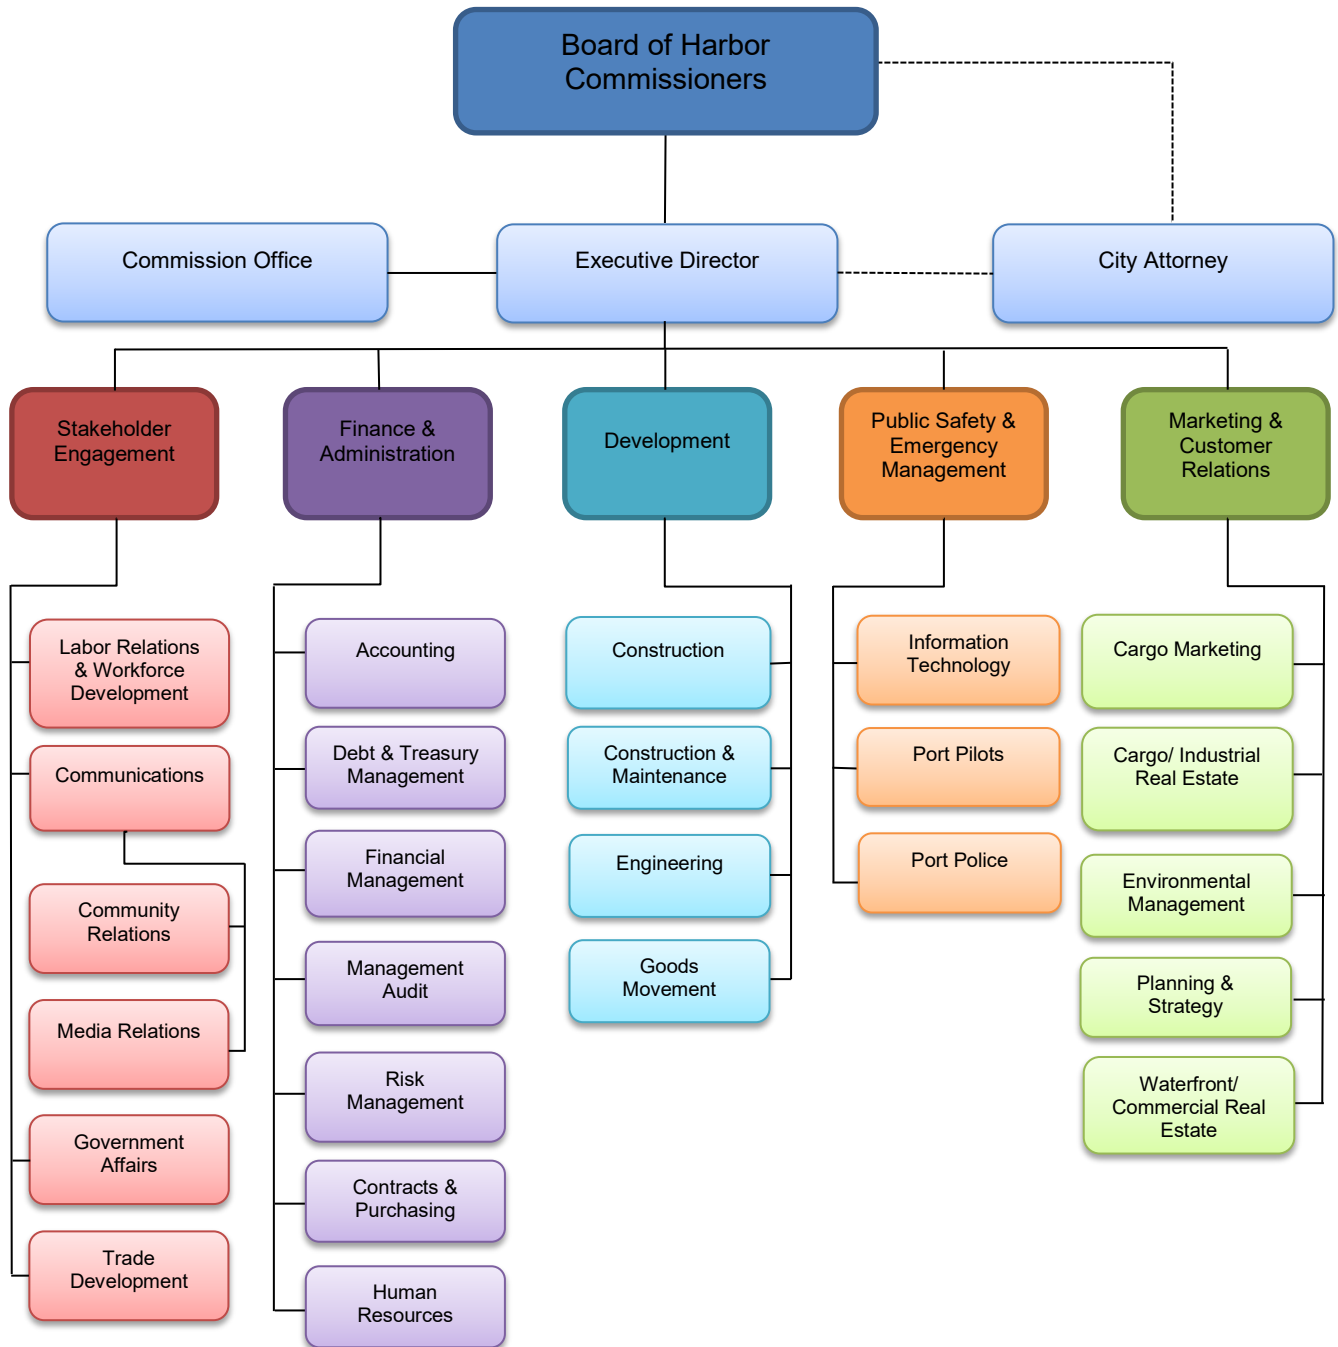 Board of Harbor
Commissioners
Commission Office
Executive Director
City Attorney
Stakeholder
Engagement
Finance &
Administration
Development
Public Safety &
Emergency
Management
Marketing &
Customer
Relations
Labor Relations
& Workforce
Development
Communications
Community
Relations
Media Relations
Government
Affairs
Trade
Development
Accounting
Debt & Treasury
Management
Financial
Management
Management
Audit
Risk
Management
Contracts &
Purchasing
Human
Resources
Construction
Construction &
Maintenance
Engineering
Goods
Movement
Information
Technology
Port Pilots
Port Police
Cargo Marketing
Cargo/ Industrial
Real Estate
Environmental
Management
Planning &
Strategy
Waterfront/
Commercial Real
Estate